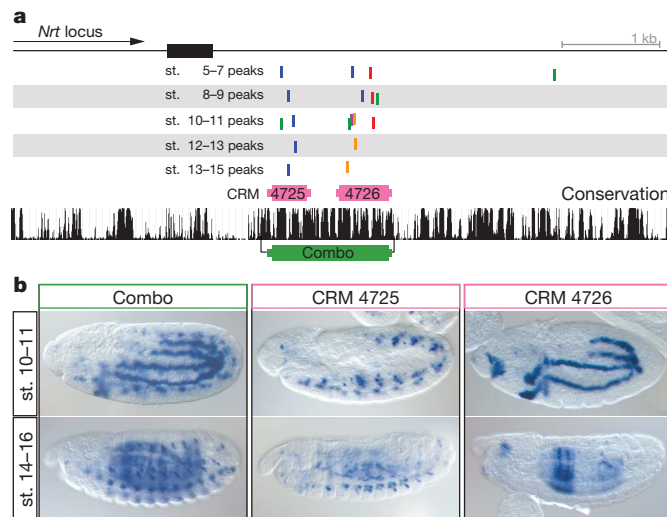 a
Nrt locus
1 kb
st. 5–7 peaks
st. 8–9 peaks
st. 10–11 peaks
st. 12–13 peaks
st. 13–15 peaks
CRM 4725 4726 Conservation
Combo
b
Combo CRM 4725 CRM 4726
st. 10–11
st. 14–16